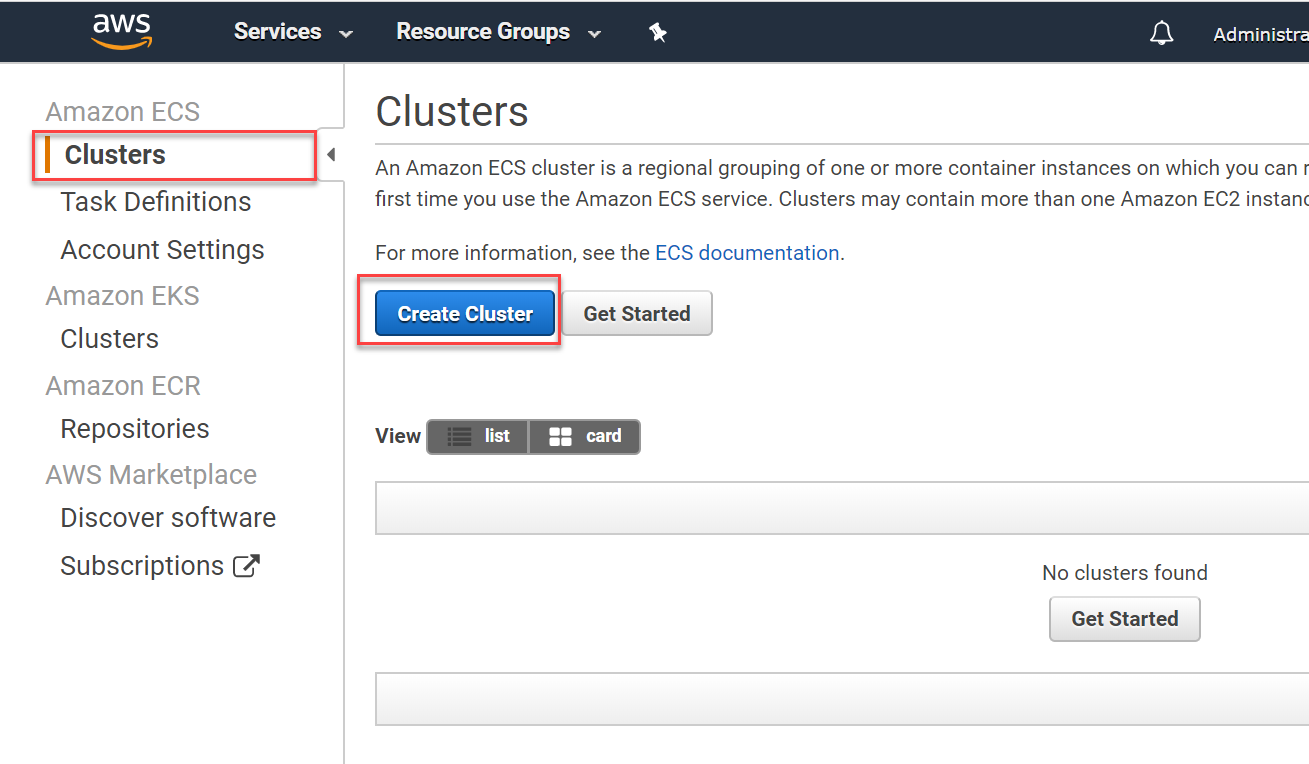 aws Services Resource Groups Administra
Amazon ECS
Clusters
Task Definitions
Account Settings
Amazon EKS
Clusters
Amazon ECR
Repositories
AWS Marketplace
Discover software
Subscriptions
Clusters
An Amazon ECS cluster is a regional grouping of one or more container instances on which you can r
first time you use the Amazon ECS service. Clusters may contain more than one Amazon EC2 instanc
For more information, see the ECS documentation.
Create Cluster Get Started
View list card
No clusters found
Get Started